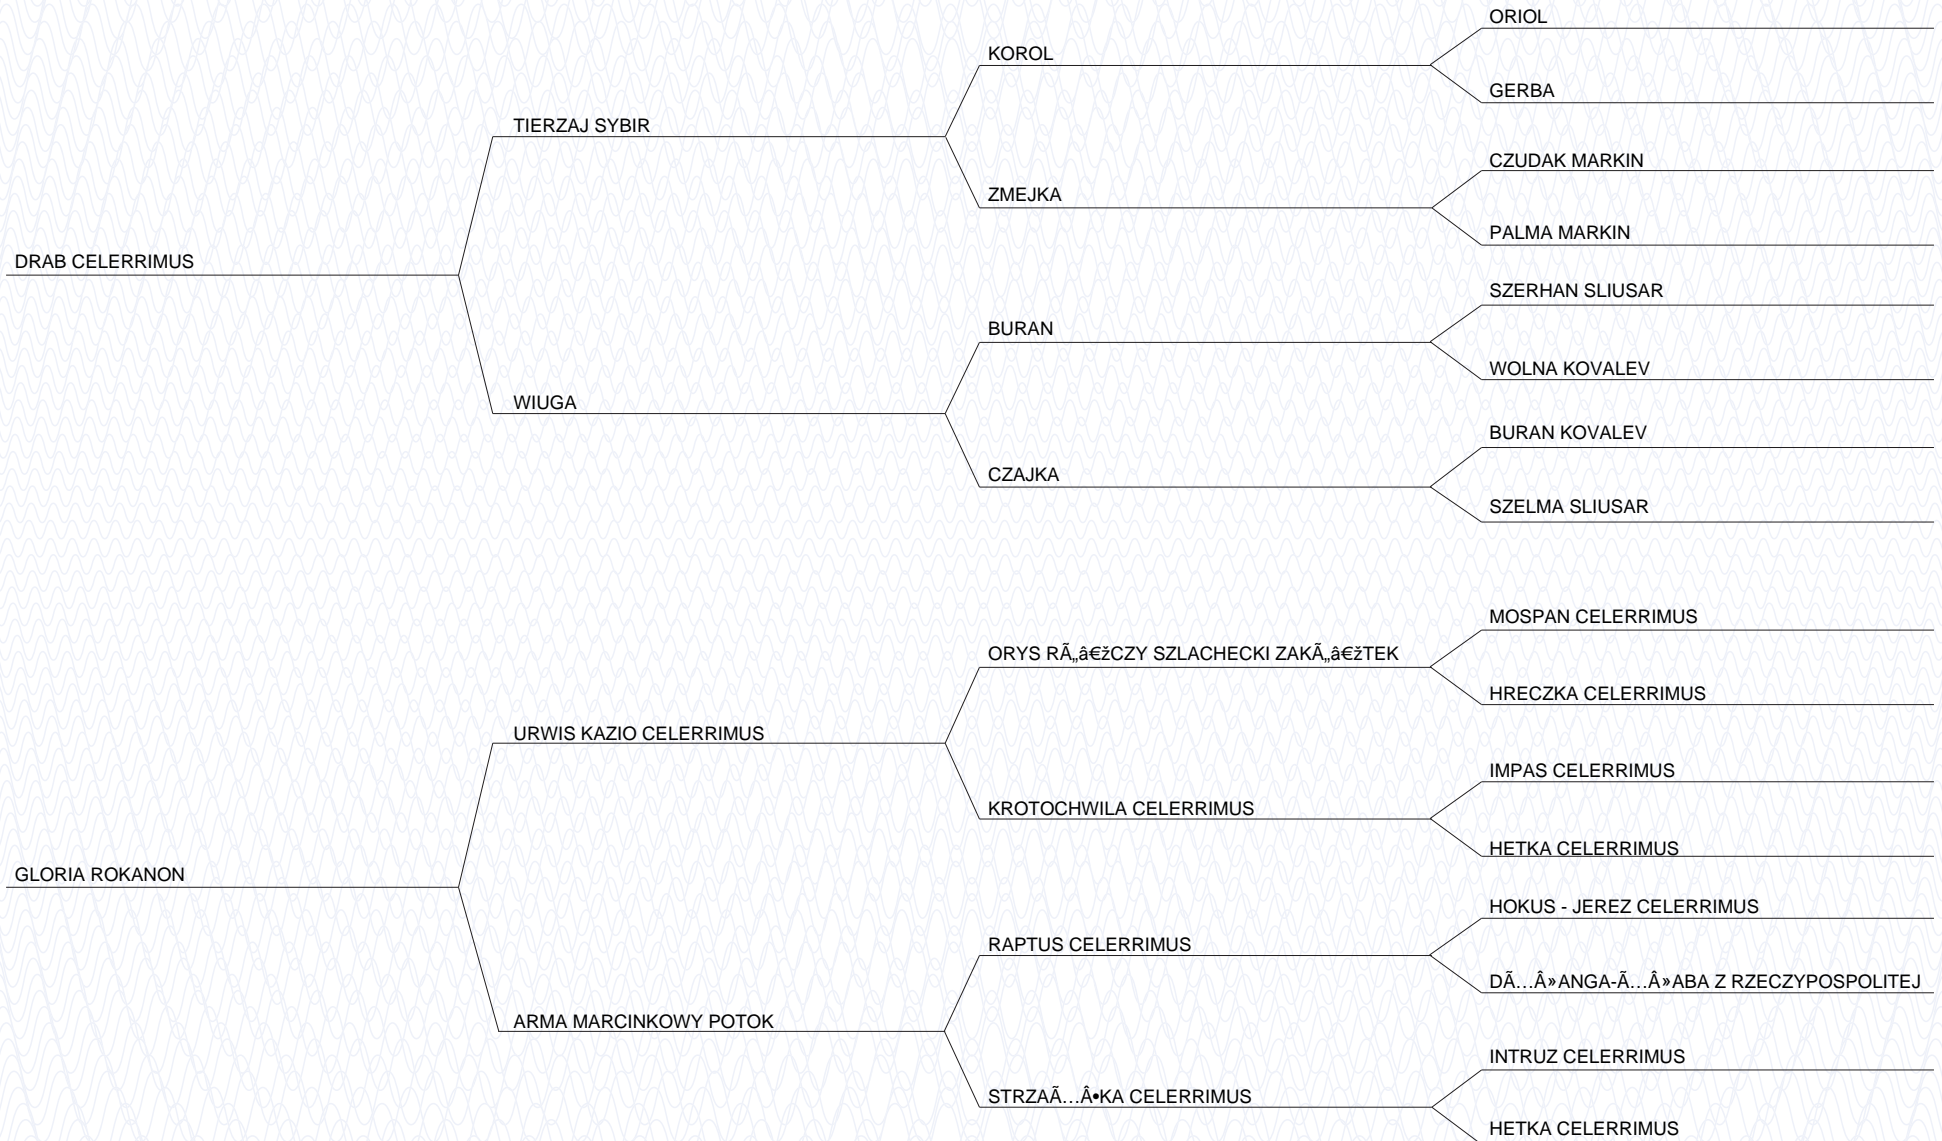 ORIOL
KOROL
GERBA
TIERZAJ SYBIR
CZUDAK MARKIN
ZMEJKA
PALMA MARKIN
DRAB CELERRIMUS
SZERHAN SLIUSAR
BURAN
WOLNA KOVALEV
WIUGA
BURAN KOVALEV
CZAJKA
SZELMA SLIUSAR
MOSPAN CELERRIMUS
ORYS RÃ„â€žCZY SZLACHECKI ZAKÃ„â€žTEK
HRECZKA CELERRIMUS
URWIS KAZIO CELERRIMUS
IMPAS CELERRIMUS
KROTOCHWILA CELERRIMUS
HETKA CELERRIMUS
GLORIA ROKANON
HOKUS - JEREZ CELERRIMUS
RAPTUS CELERRIMUS
DÃ…Â»ANGA-Ã…Â»ABA Z RZECZYPOSPOLITEJ
ARMA MARCINKOWY POTOK
INTRUZ CELERRIMUS
STRZAÃ…Â•KA CELERRIMUS
HETKA CELERRIMUS